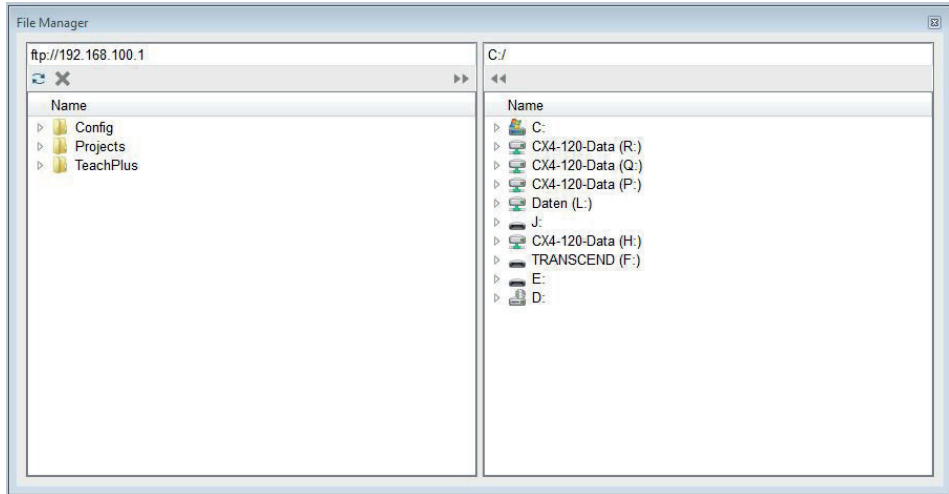 File Manager
ftp://192.168.100.1
Name
Config
Projects
TeachPlus
C:/
Name
C:
CX4-120-Data (R:)
CX4-120-Data (Q:)
CX4-120-Data (P:)
Daten (L:)
J:
CX4-120-Data (H:)
TRANSCEND (F:)
E:
D: